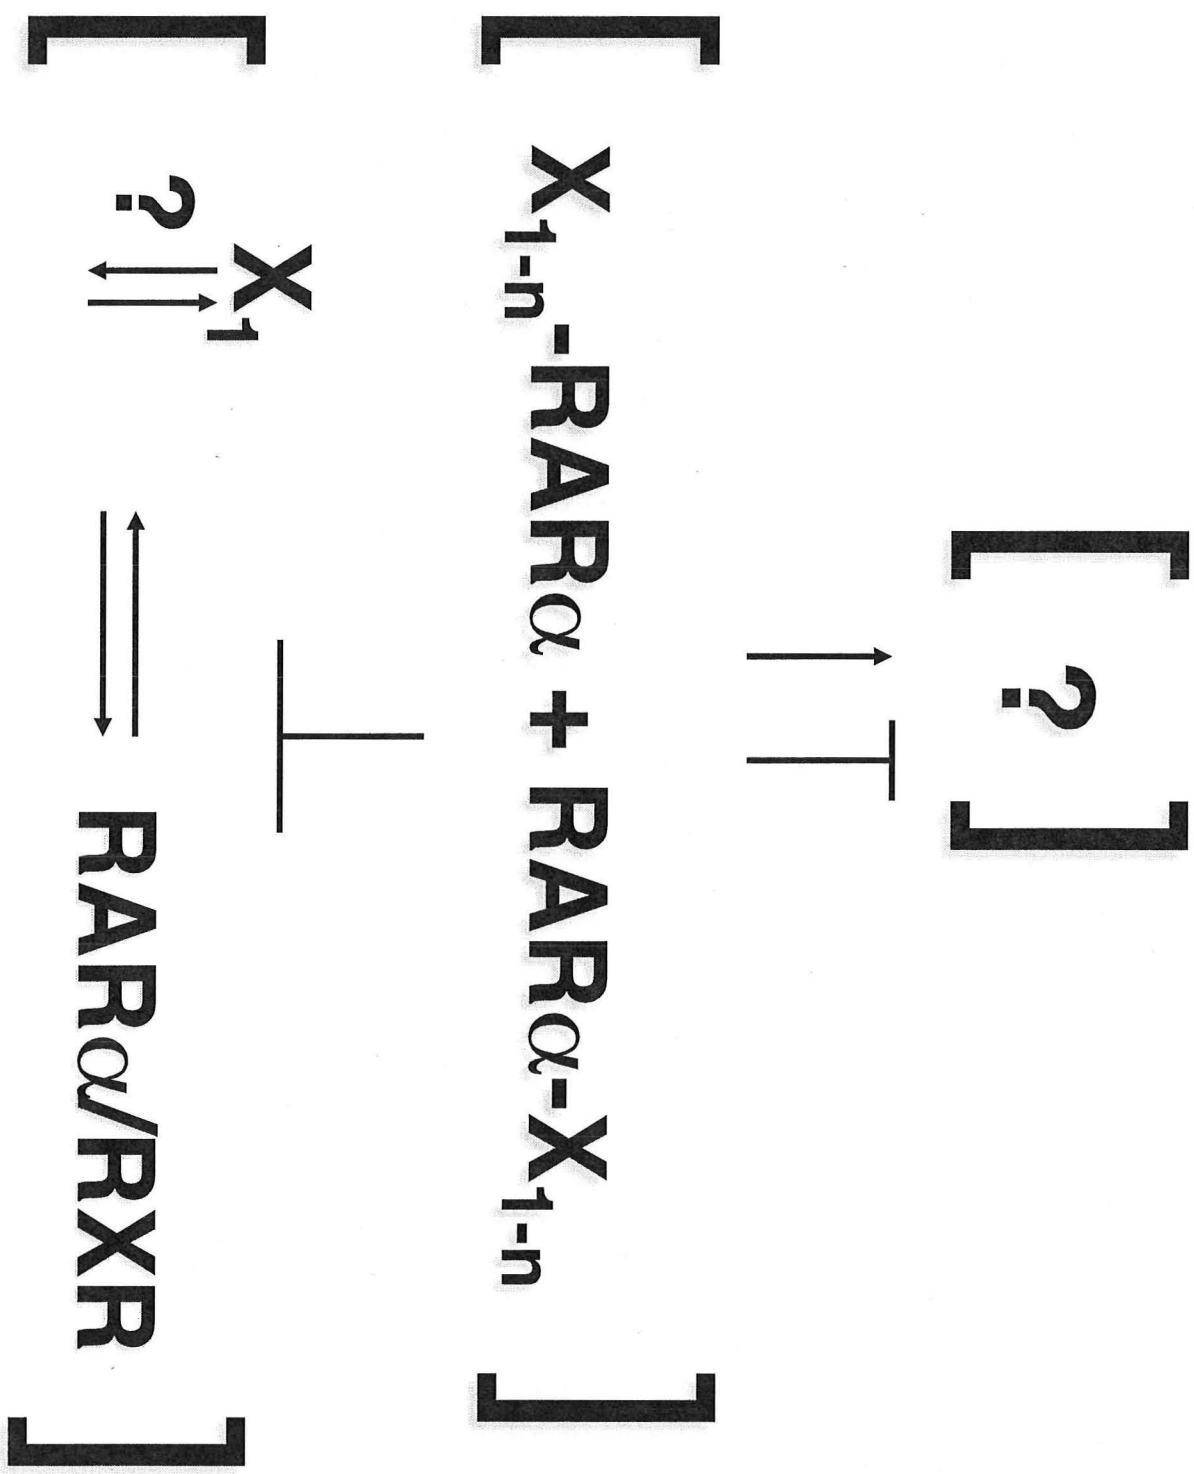 [ ? ]
[ X1-n-RARα + RARα-X1-n ]
[ X1
? RARα/RXR ]